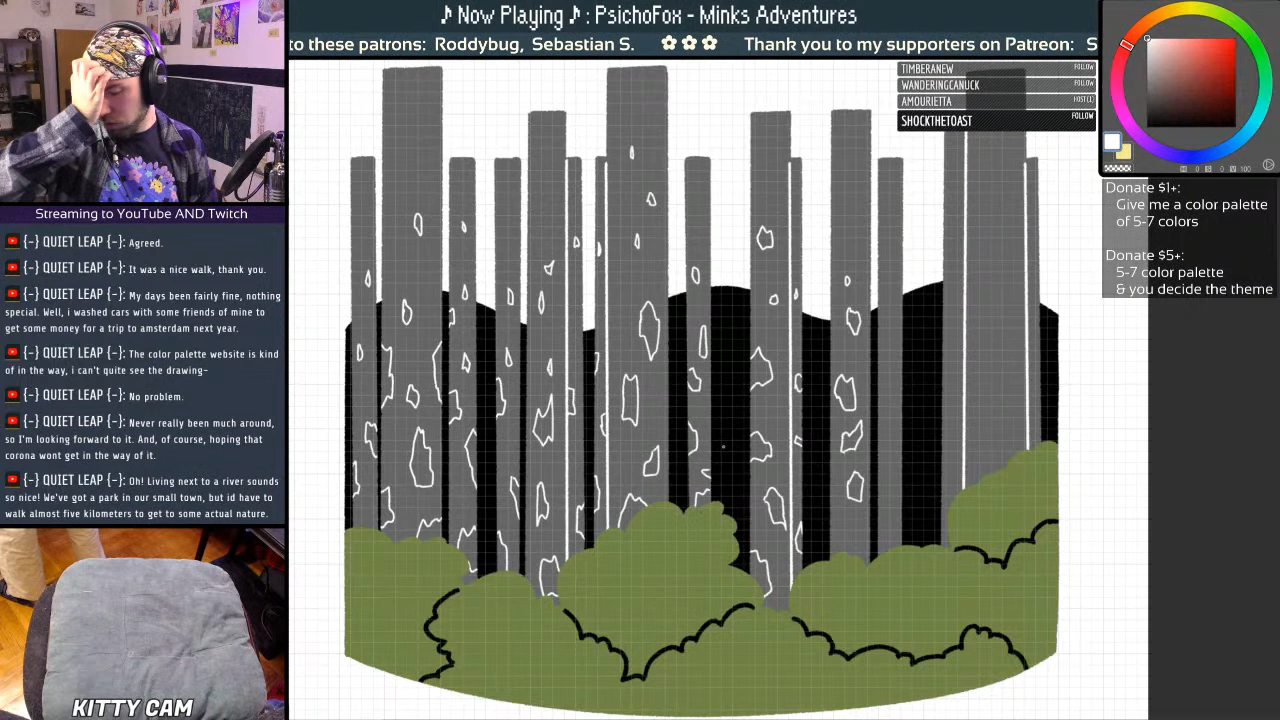 ♪ Now Playing ♪ : PsichoFox - Minks Adventures
to these patrons: Roddybug, Sebastian S. ✿ ✿ ✿ Thank you to my supporters on Patreon: S
TIMBERANEW FOLLOW
WANDERINGCANUCK FOLLOW
AMOURIETTA HOST(1)
SHOCKTHETOAST FOLLOW
Donate $1+:
Give me a color palette
of 5-7 colors
Donate $5+:
5-7 color palette
& you decide the theme
Streaming to YouTube AND Twitch
{-} QUIET LEAP {-}: Agreed.
{-} QUIET LEAP {-}: It was a nice walk, thank you.
{-} QUIET LEAP {-}: My days been fairly fine, nothing
special. Well, i washed cars with some friends of mine to
get some money for a trip to amsterdam next year.
{-} QUIET LEAP {-}: The color palette website is kind
of in the way, i can't quite see the drawing-
{-} QUIET LEAP {-}: No problem.
{-} QUIET LEAP {-}: Never really been much around,
so I'm looking forward to it. And, of course, hoping that
corona wont get in the way of it.
{-} QUIET LEAP {-}: Oh! Living next to a river sounds
so nice! We've got a park in our small town, but id have to
walk almost five kilometers to get to some actual nature.
KITTY CAM